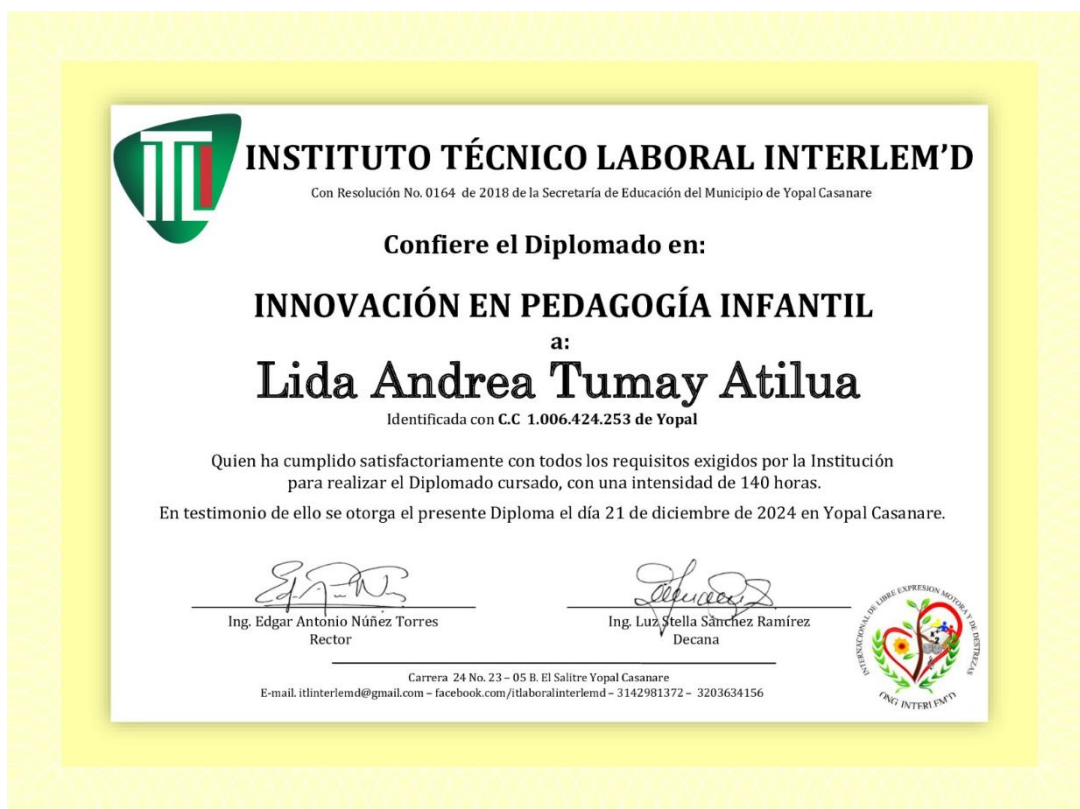 ITL
INSTITUTO TÉCNICO LABORAL INTERLEM'D
Con Resolución No. 0164 de 2018 de la Secretaría de Educación del Municipio de Yopal Casanare
Confiere el Diplomado en:
INNOVACIÓN EN PEDAGOGÍA INFANTIL
a:
Lida Andrea Tumay Atilua
Identificada con C.C 1.006.424.253 de Yopal
Quien ha cumplido satisfactoriamente con todos los requisitos exigidos por la Institución
para realizar el Diplomado cursado, con una intensidad de 140 horas.
En testimonio de ello se otorga el presente Diploma el día 21 de diciembre de 2024 en Yopal Casanare.
Ing. Edgar Antonio Núñez Torres
Rector
Ing. Luz Stella Sánchez Ramírez
Decana
Carrera 24 No. 23 – 05 B. El Salitre Yopal Casanare
E-mail. itlinterlemd@gmail.com – facebook.com/itlaboralinterlemd – 3142981372 – 3203634156
INTERNACIONAL DE LIBRE EXPRESION MOTORA Y DE DESTREZAS
ONG INTERLEM'D